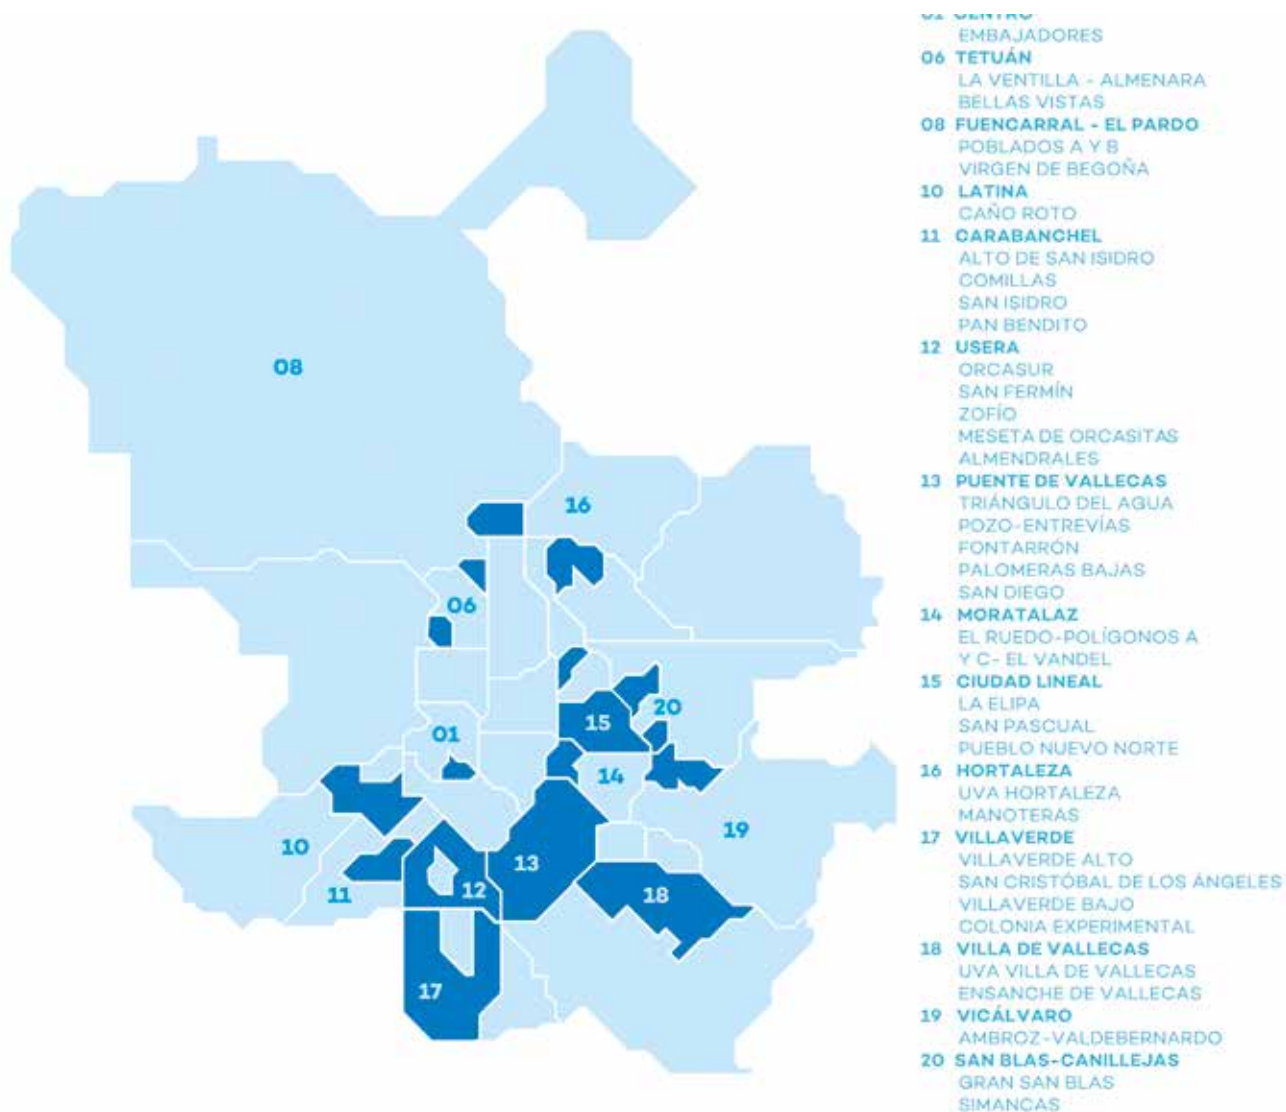 08
16
06
20
15
01
14
19
10
13
11
12
18
17
01 CENTRO
EMBAJADORES
06 TETUÁN
LA VENTILLA - ALMENARA
BELLAS VISTAS
08 FUENCARRAL - EL PARDO
POBLADOS A Y B
VIRGEN DE BEGOÑA
10 LATINA
CAÑO ROTO
11 CARABANCHEL
ALTO DE SAN ISIDRO
COMILLAS
SAN ISIDRO
PAN BENDITO
12 USERA
ORCASUR
SAN FERMÍN
ZOFÍO
MESETA DE ORCASITAS
ALMENDRALES
13 PUENTE DE VALLECAS
TRIÁNGULO DEL AGUA
POZO-ENTREVÍAS
FONTARRÓN
PALOMERAS BAJAS
SAN DIEGO
14 MORATALAZ
EL RUEDO-POLÍGONOS A
Y C- EL VANDEL
15 CIUDAD LINEAL
LA ELIPA
SAN PASCUAL
PUEBLO NUEVO NORTE
16 HORTALEZA
UVA HORTALEZA
MANOTERAS
17 VILLAVERDE
VILLAVERDE ALTO
SAN CRISTÓBAL DE LOS ÁNGELES
VILLAVERDE BAJO
COLONIA EXPERIMENTAL
18 VILLA DE VALLECAS
UVA VILLA DE VALLECAS
ENSANCHE DE VALLECAS
19 VICÁLVARO
AMBROZ-VALDEBERNARDO
20 SAN BLAS-CANILLEJAS
GRAN SAN BLAS
SIMANCAS